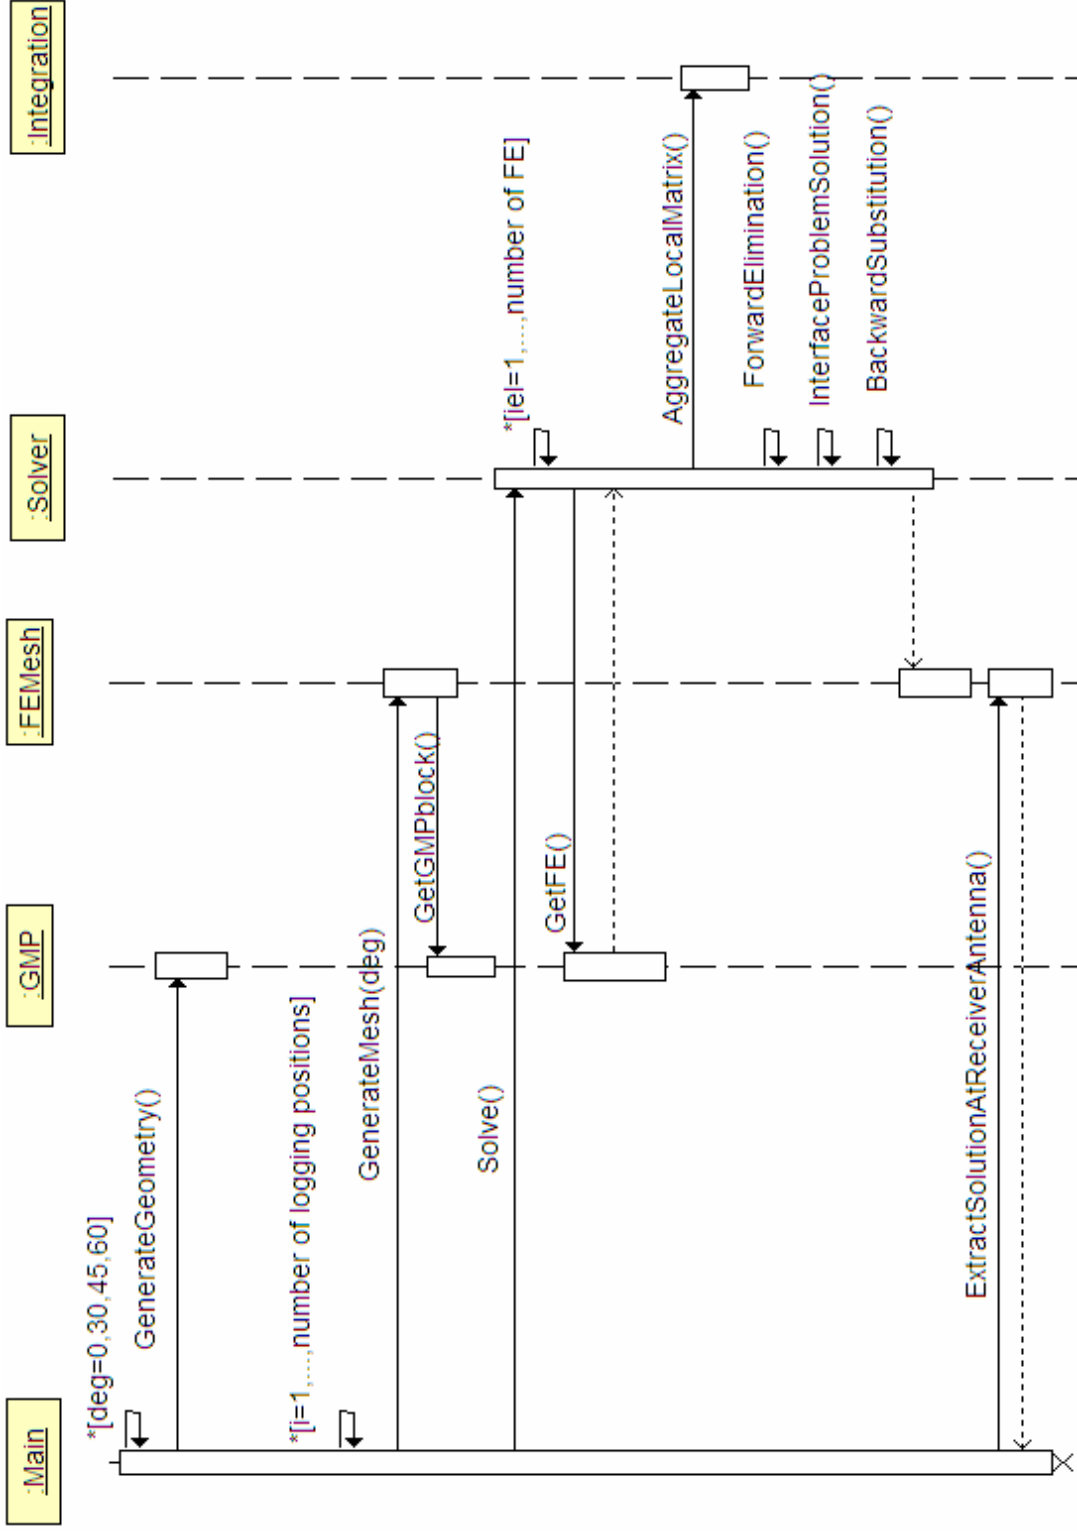 :Main
:GMP
:FEMesh
:Solver
:Integration
*[deg=0,30,45,60]
GenerateGeometry()
*[i=1,...,number of logging positions]
GenerateMesh(deg)
GetGMPblock()
Solve()
*[iel=1,...,number of FE]
GetFE()
AggregateLocalMatrix()
ForwardElimination()
InterfaceProblemSolution()
BackwardSubstitution()
ExtractSolutionAtReceiverAntenna()